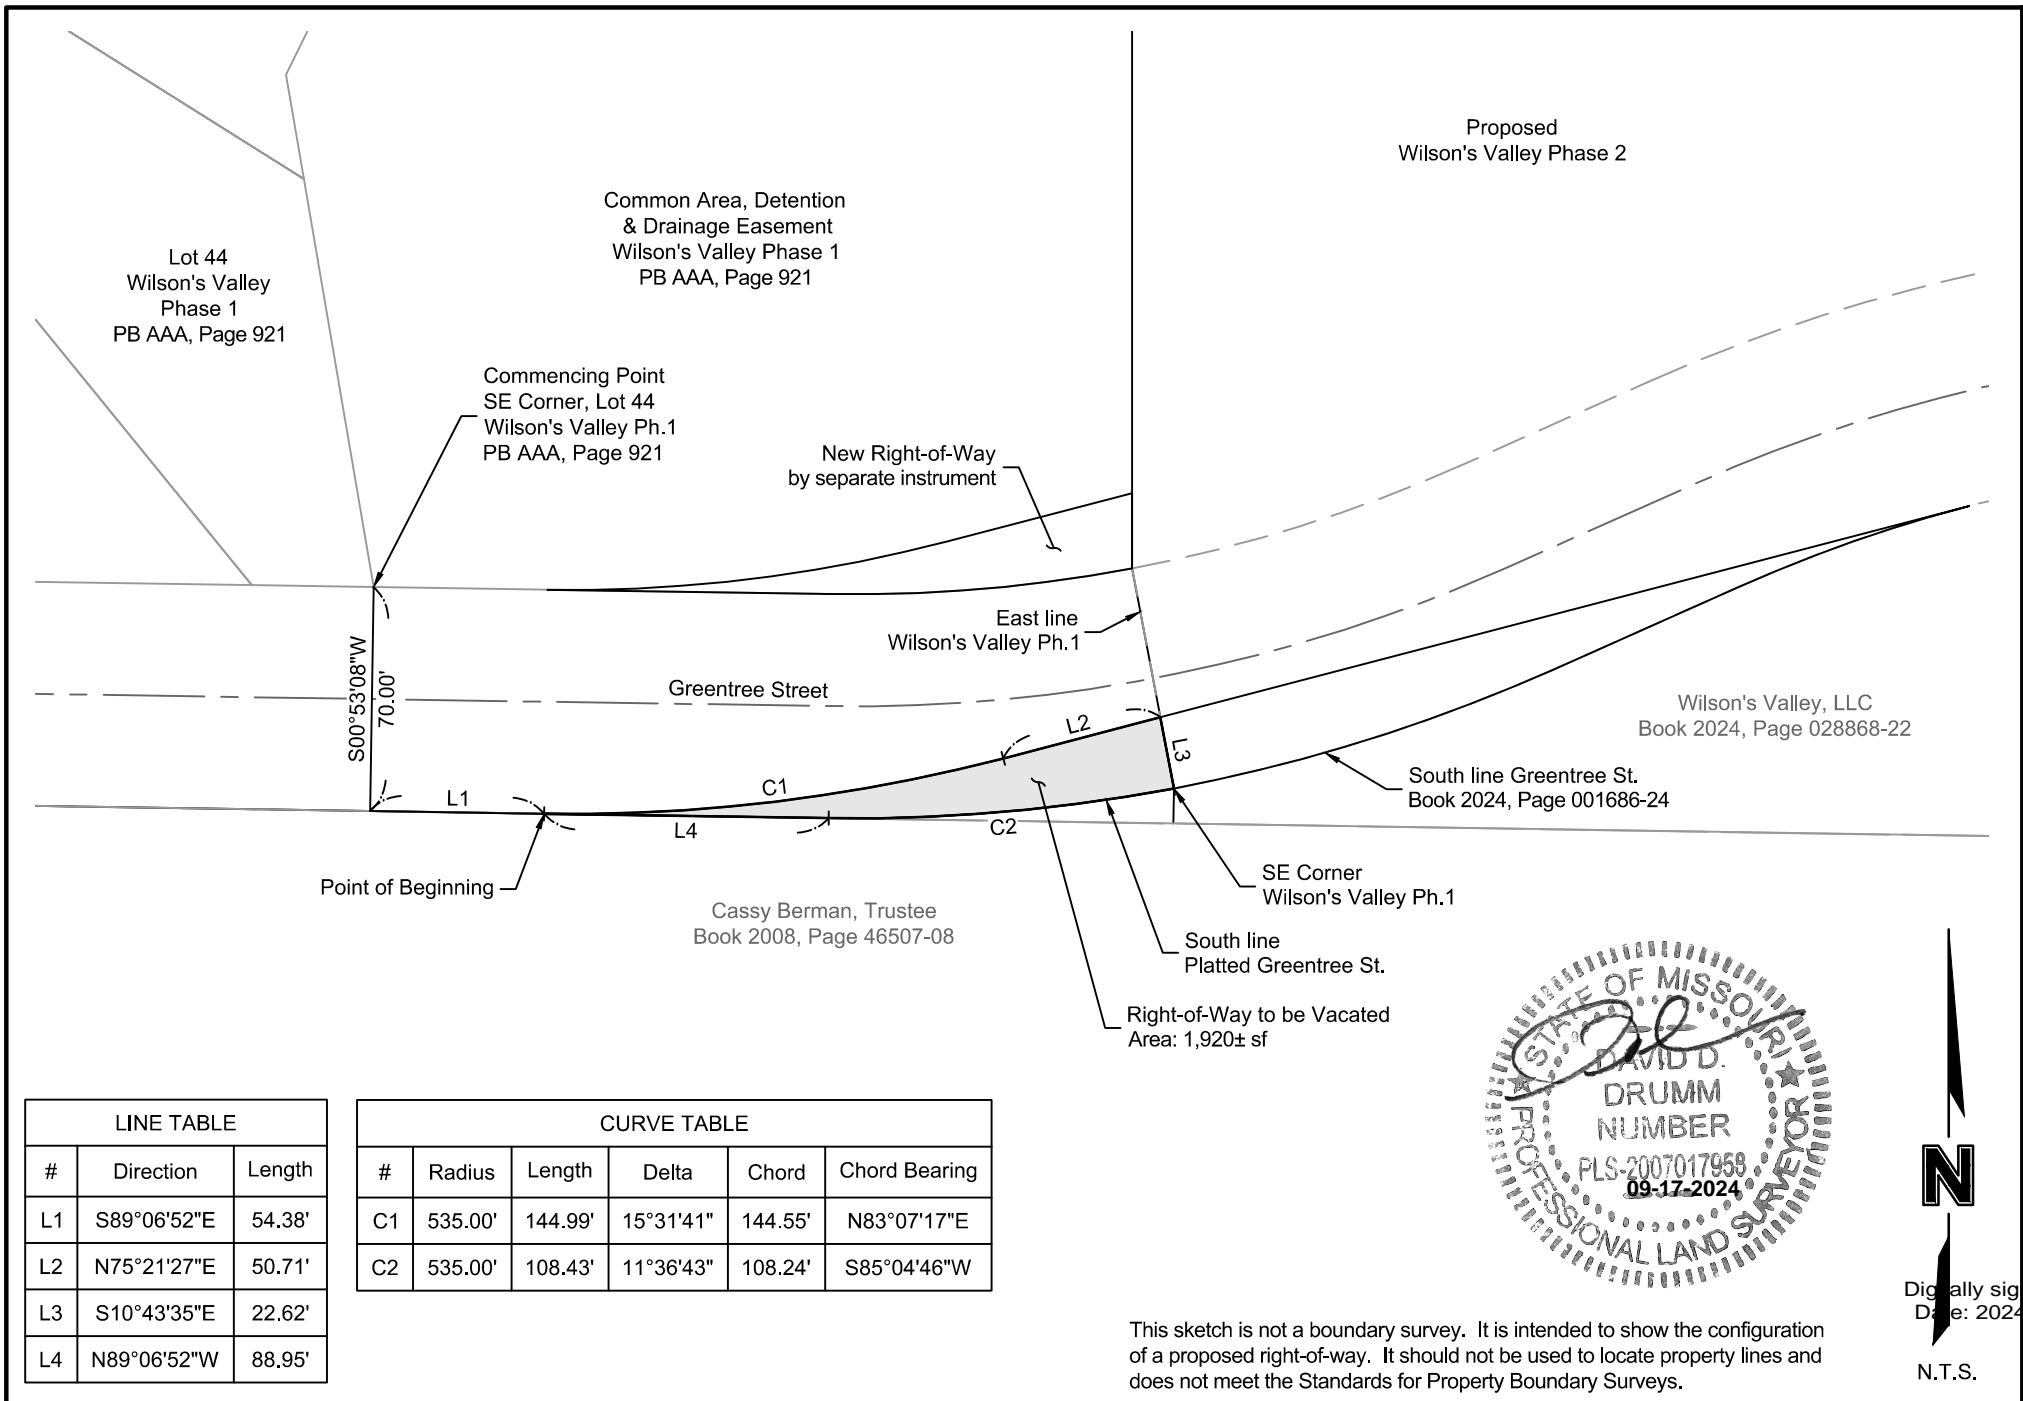 Proposed
Wilson's Valley Phase 2
Common Area, Detention
& Drainage Easement
Wilson's Valley Phase 1
PB AAA, Page 921
Lot 44
Wilson's Valley
Phase 1
PB AAA, Page 921
Commencing Point
SE Corner, Lot 44
Wilson's Valley Ph.1
PB AAA, Page 921
New Right-of-Way
by separate instrument
East line
Wilson's Valley Ph.1
S00°53'08"W
70.00'
Greentree Street
Wilson's Valley, LLC
Book 2024, Page 028868-22
L2
L3
C1
L1
L4
C2
South line Greentree St.
Book 2024, Page 001686-24
Point of Beginning
SE Corner
Wilson's Valley Ph.1
Cassy Berman, Trustee
Book 2008, Page 46507-08
South line
Platted Greentree St.
Right-of-Way to be Vacated
Area: 1,920± sf
STATE OF MISSOURI
DAVID D.
DRUMM
NUMBER
PLS-2007017958
09-17-2024
PROFESSIONAL LAND SURVEYOR
LINE TABLE
# Direction Length
L1 S89°06'52"E 54.38'
L2 N75°21'27"E 50.71'
L3 S10°43'35"E 22.62'
L4 N89°06'52"W 88.95'
CURVE TABLE
# Radius Length Delta Chord Chord Bearing
C1 535.00' 144.99' 15°31'41" 144.55' N83°07'17"E
C2 535.00' 108.43' 11°36'43" 108.24' S85°04'46"W
N
Digitally sig
Date: 2024
N.T.S.
This sketch is not a boundary survey. It is intended to show the configuration
of a proposed right-of-way. It should not be used to locate property lines and
does not meet the Standards for Property Boundary Surveys.